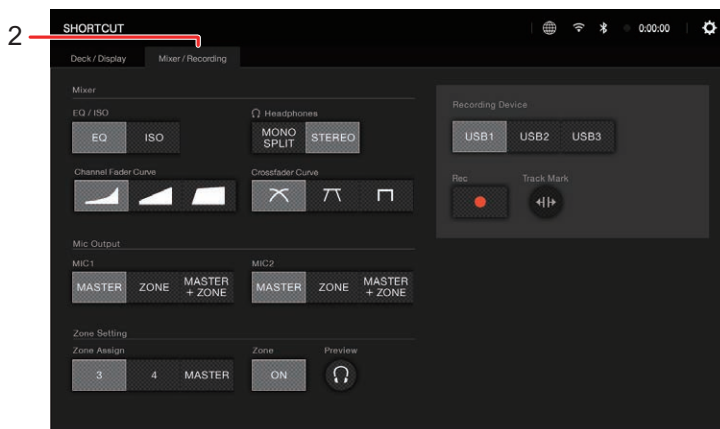 SHORTCUT 0:00:00
2
Deck / Display Mixer / Recording
Mixer
EQ / ISO Headphones
EQ ISO MONO SPLIT STEREO
Channel Fader Curve Crossfader Curve
Recording Device
USB1 USB2 USB3
Rec Track Mark
Mic Output
MIC1 MIC2
MASTER ZONE MASTER + ZONE MASTER ZONE MASTER + ZONE
Zone Setting
Zone Assign Zone Preview
3 4 MASTER ON